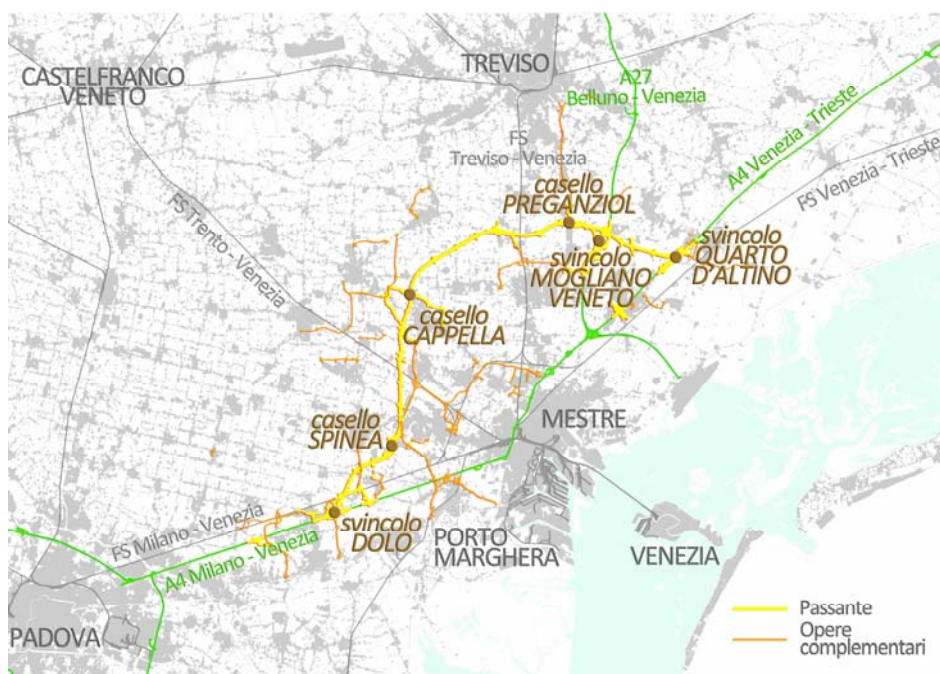 TREVISO
CASTELFRANCO
VENETO
A27
Belluno - Venezia
A4 Venezia - Trieste
FS
Treviso - Venezia
FS Venezia - Trieste
casello
PREGANZIOL
FS Trento - Venezia
svincolo
QUARTO
D'ALTINO
svincolo
MOGLIANO
VENETO
casello
CAPPELLA
casello
SPINEA
MESTRE
FS Milano - Venezia
svincolo
DOLO
A4 Milano - Venezia
PORTO
MARGHERA
VENEZIA
PADOVA
Passante
Opere
complementari